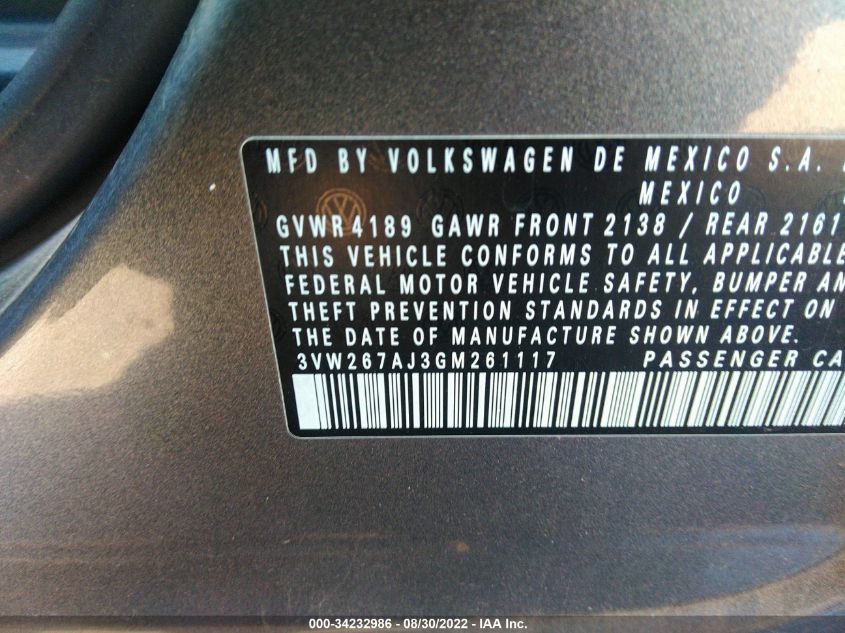 MFD BY VOLKSWAGEN DE MEXICO S.A.
MEXICO
GVWR 4189 GAWR FRONT 2138 / REAR 2161
THIS VEHICLE CONFORMS TO ALL APPLICABLE
FEDERAL MOTOR VEHICLE SAFETY, BUMPER AN
THEFT PREVENTION STANDARDS IN EFFECT ON
THE DATE OF MANUFACTURE SHOWN ABOVE.
3VW267AJ3GM261117 PASSENGER CA
000-34232986 - 08/30/2022 - IAA Inc.